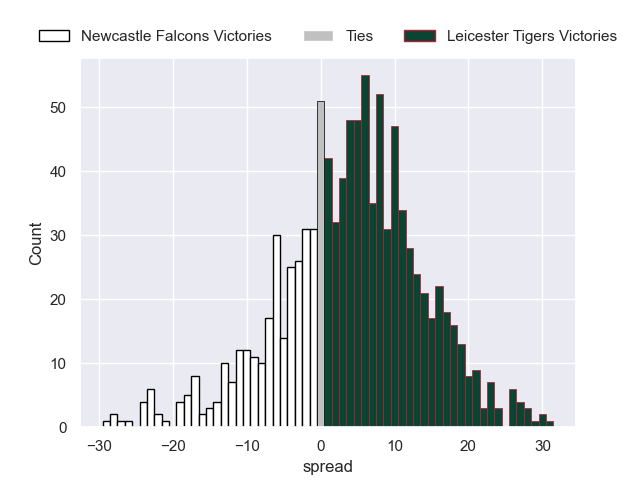 Newcastle Falcons Victories Ties Leicester Tigers Victories
50
40
30
20
10
0
Count
−30 −20 −10 0 10 20 30
spread